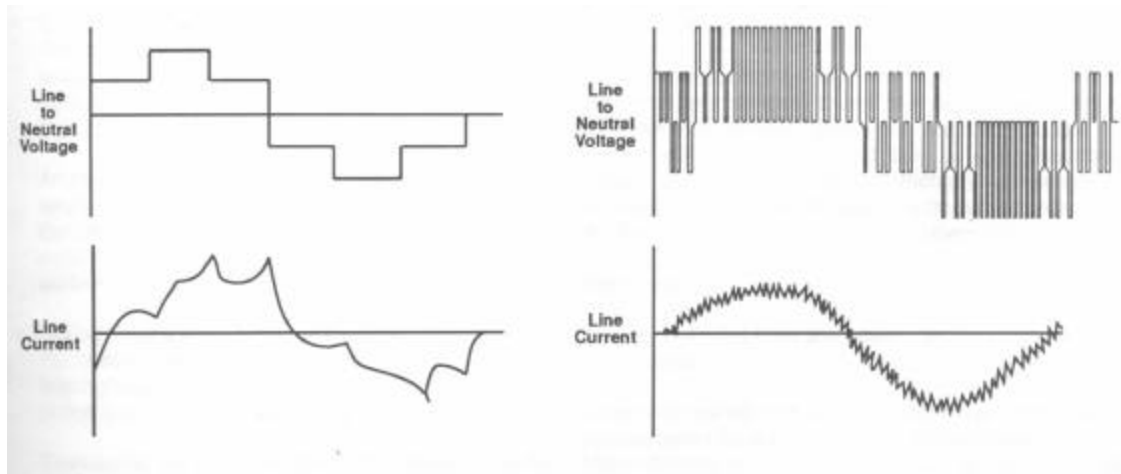 Line
to
Neutral
Voltage
Line
to
Neutral
Voltage
Line
Current
Line
Current